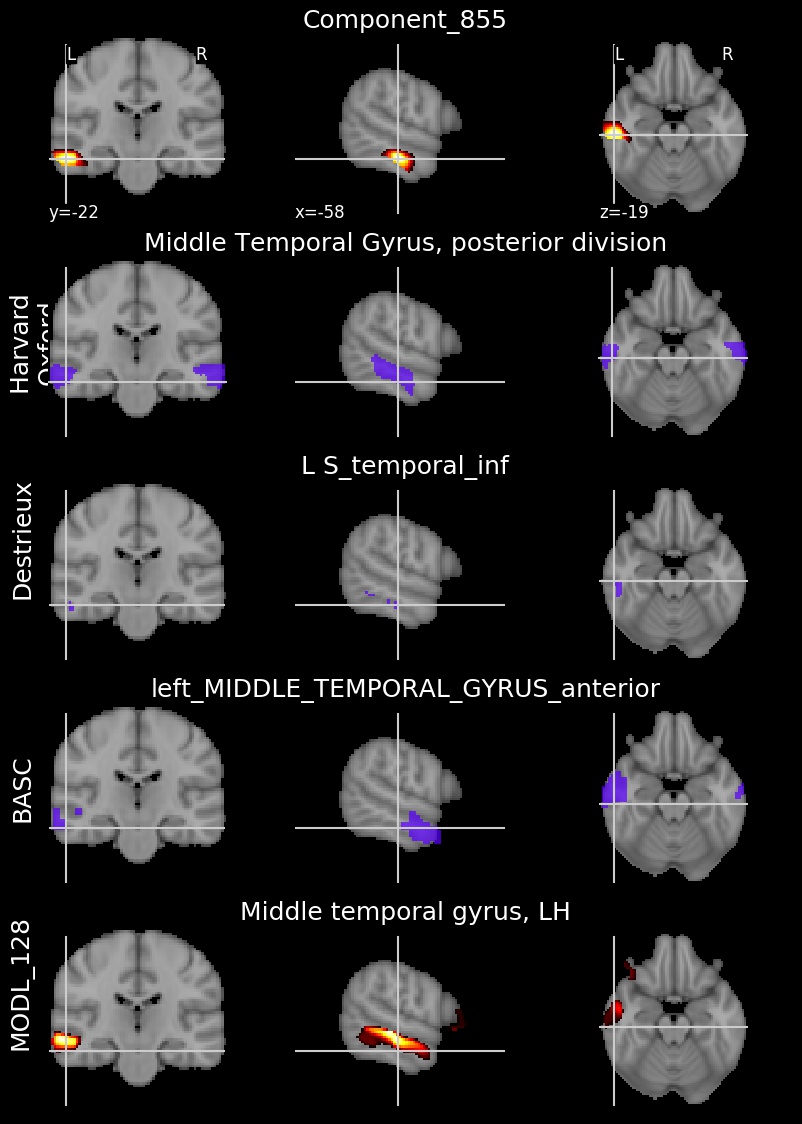 Component_855
L R
L R
y=-22
x=-58
z=-19
Middle Temporal Gyrus, posterior division
Harvard
Oxford
L S_temporal_inf
Destrieux
left_MIDDLE_TEMPORAL_GYRUS_anterior
BASC
Middle temporal gyrus, LH
MODL_128